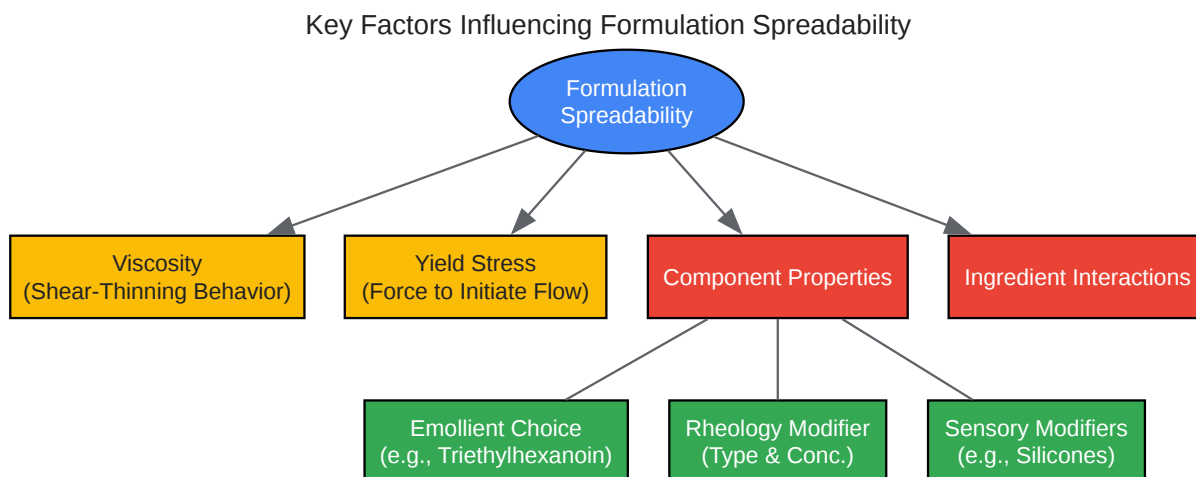 Key Factors Influencing Formulation Spreadability
Formulation
Spreadability
Viscosity
(Shear-Thinning Behavior)
Yield Stress
(Force to Initiate Flow)
Component Properties
Ingredient Interactions
Emollient Choice
(e.g., Triethylhexanoin)
Rheology Modifier
(Type & Conc.)
Sensory Modifiers
(e.g., Silicones)